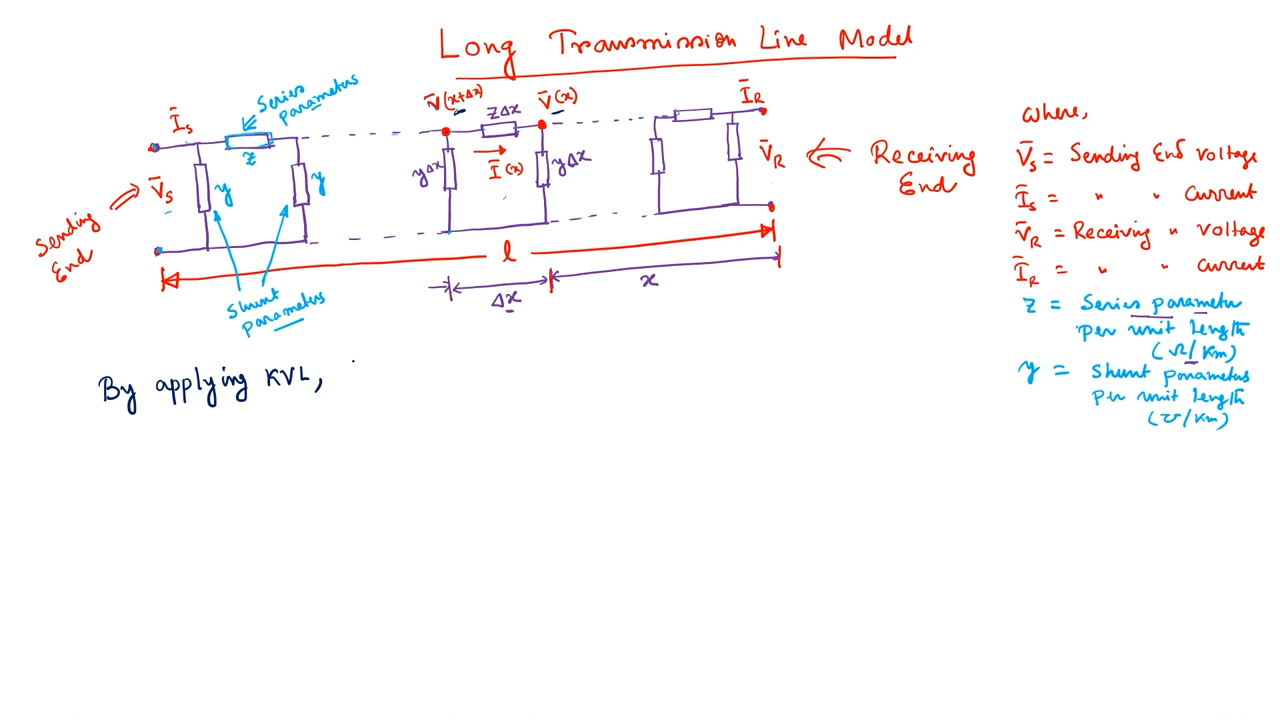 Long Transmission Line Model
Series
parameters
Īs
z
y
y
V̄s
Sending
End
Shunt
parameters
V̄(x+Δx)
zΔx
V̄(x)
Ī(x)
yΔx
yΔx
l
Δx
x
ĪR
V̄R
Receiving
End
where,
V̄s = Sending End voltage
Īs = " " current
V̄R = Receiving " voltage
ĪR = " " current
z = Series parameter
per unit length
(Ω/Km)
y = Shunt parameters
per unit length
(℧/Km)
By applying KVL,